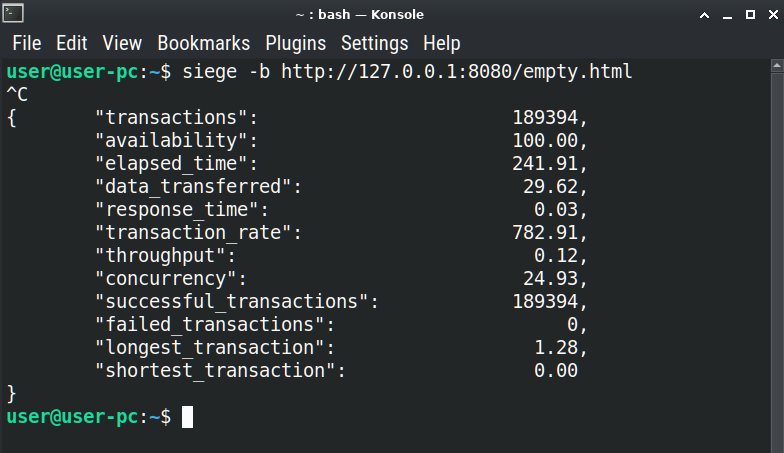 ~ : bash — Konsole
File Edit View Bookmarks Plugins Settings Help
user@user-pc:~$ siege -b http://127.0.0.1:8080/empty.html
^C
{ "transactions": 189394,
"availability": 100.00,
"elapsed_time": 241.91,
"data_transferred": 29.62,
"response_time": 0.03,
"transaction_rate": 782.91,
"throughput": 0.12,
"concurrency": 24.93,
"successful_transactions": 189394,
"failed_transactions": 0,
"longest_transaction": 1.28,
"shortest_transaction": 0.00
}
user@user-pc:~$